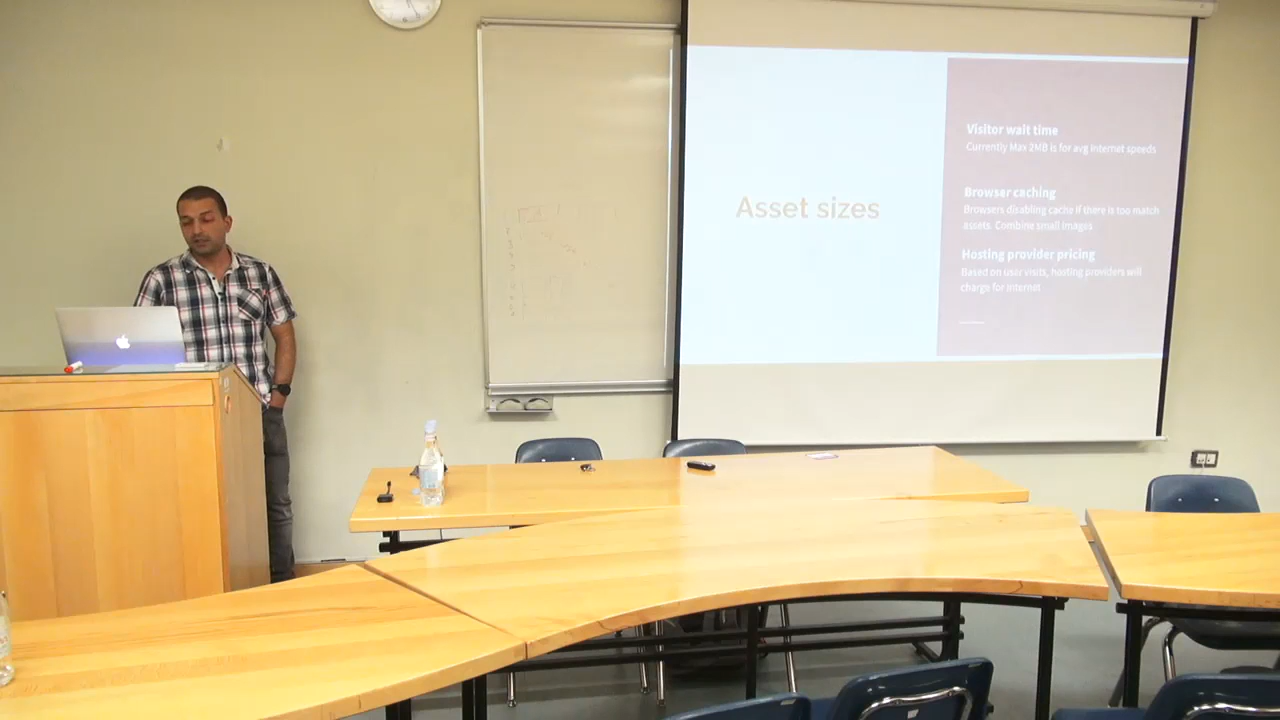 Asset sizes
Visitor wait time
Currently Max 2MB is for avg internet speeds
Browser caching
Browsers disabling cache if there is too match
assets. Combine small images
Hosting provider pricing
Based on user visits, hosting providers will
charge for internet